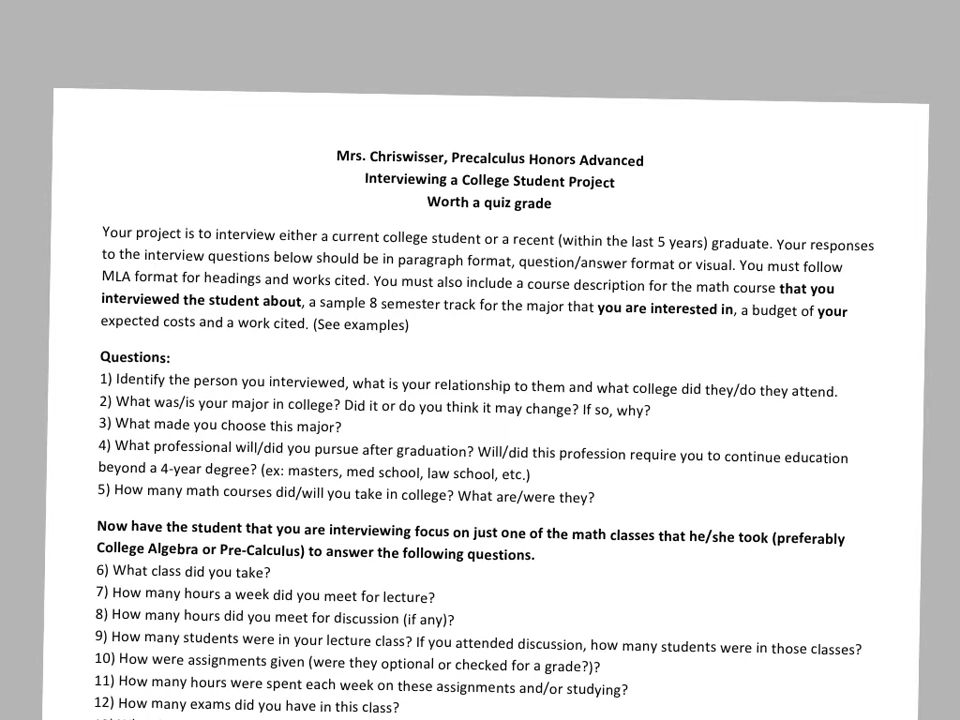 Mrs. Chriswisser, Precalculus Honors Advanced
Interviewing a College Student Project
Worth a quiz grade
Your project is to interview either a current college student or a recent (within the last 5 years) graduate. Your responses
to the interview questions below should be in paragraph format, question/answer format or visual. You must follow
MLA format for headings and works cited. You must also include a course description for the math course that you
interviewed the student about, a sample 8 semester track for the major that you are interested in, a budget of your
expected costs and a work cited. (See examples)
Questions:
1) Identify the person you interviewed, what is your relationship to them and what college did they/do they attend.
2) What was/is your major in college? Did it or do you think it may change? If so, why?
3) What made you choose this major?
4) What professional will/did you pursue after graduation? Will/did this profession require you to continue education
beyond a 4-year degree? (ex: masters, med school, law school, etc.)
5) How many math courses did/will you take in college? What are/were they?
Now have the student that you are interviewing focus on just one of the math classes that he/she took (preferably
College Algebra or Pre-Calculus) to answer the following questions.
6) What class did you take?
7) How many hours a week did you meet for lecture?
8) How many hours did you meet for discussion (if any)?
9) How many students were in your lecture class? If you attended discussion, how many students were in those classes?
10) How were assignments given (were they optional or checked for a grade?)?
11) How many hours were spent each week on these assignments and/or studying?
12) How many exams did you have in this class?